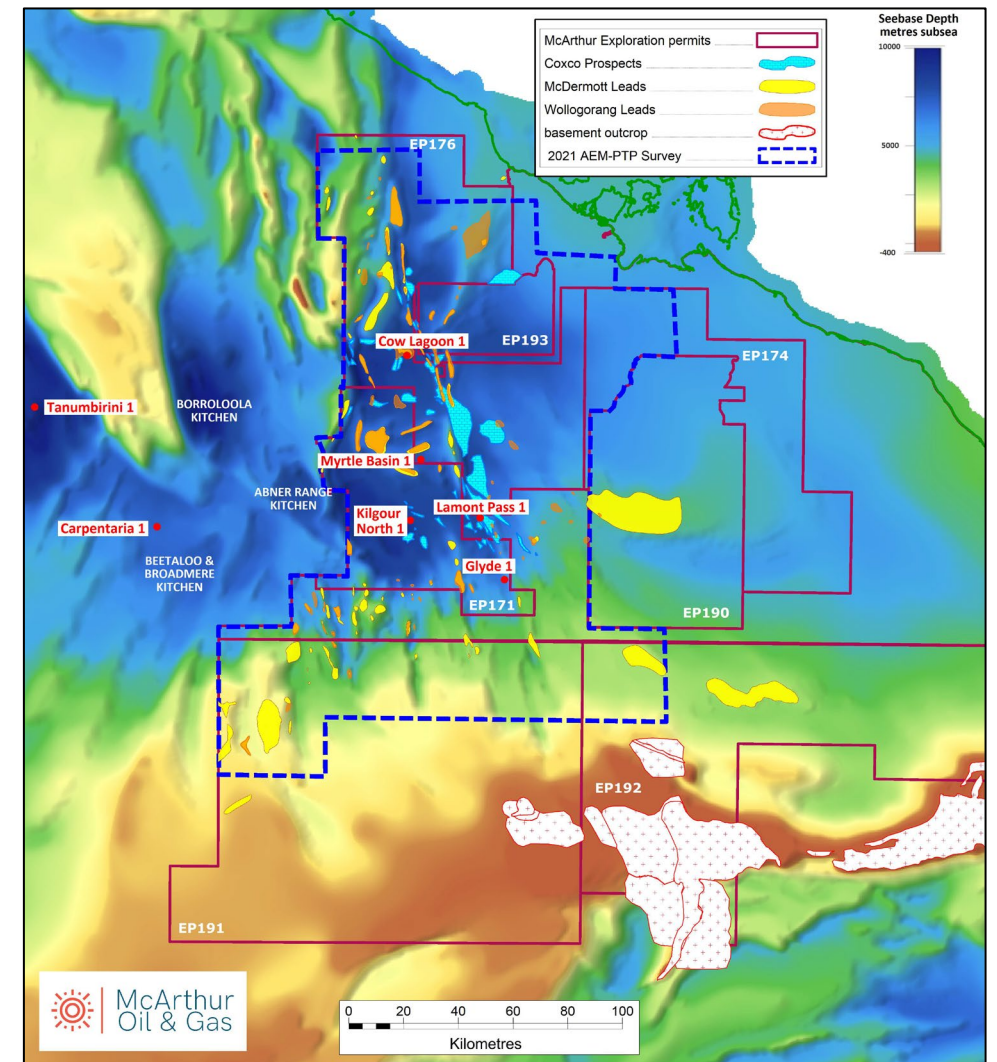 Seebase Depth
metres subsea
10000
5000
-400
McArthur Exploration permits
Coxco Prospects
McDermott Leads
Wollogorang Leads
basement outcrop
2021 AEM-PTP Survey
EP176
EP193
Cow Lagoon 1
EP174
Tanumbirini 1
BORROLOOLA
KITCHEN
Myrtle Basin 1
ABNER RANGE
KITCHEN
Kilgour
North 1
Lamont Pass 1
Carpentaria 1
BEETALOO &
BROADMERE
KITCHEN
Glyde 1
EP171
EP190
EP192
EP191
McArthur
Oil & Gas
0 20 40 60 80 100
Kilometres